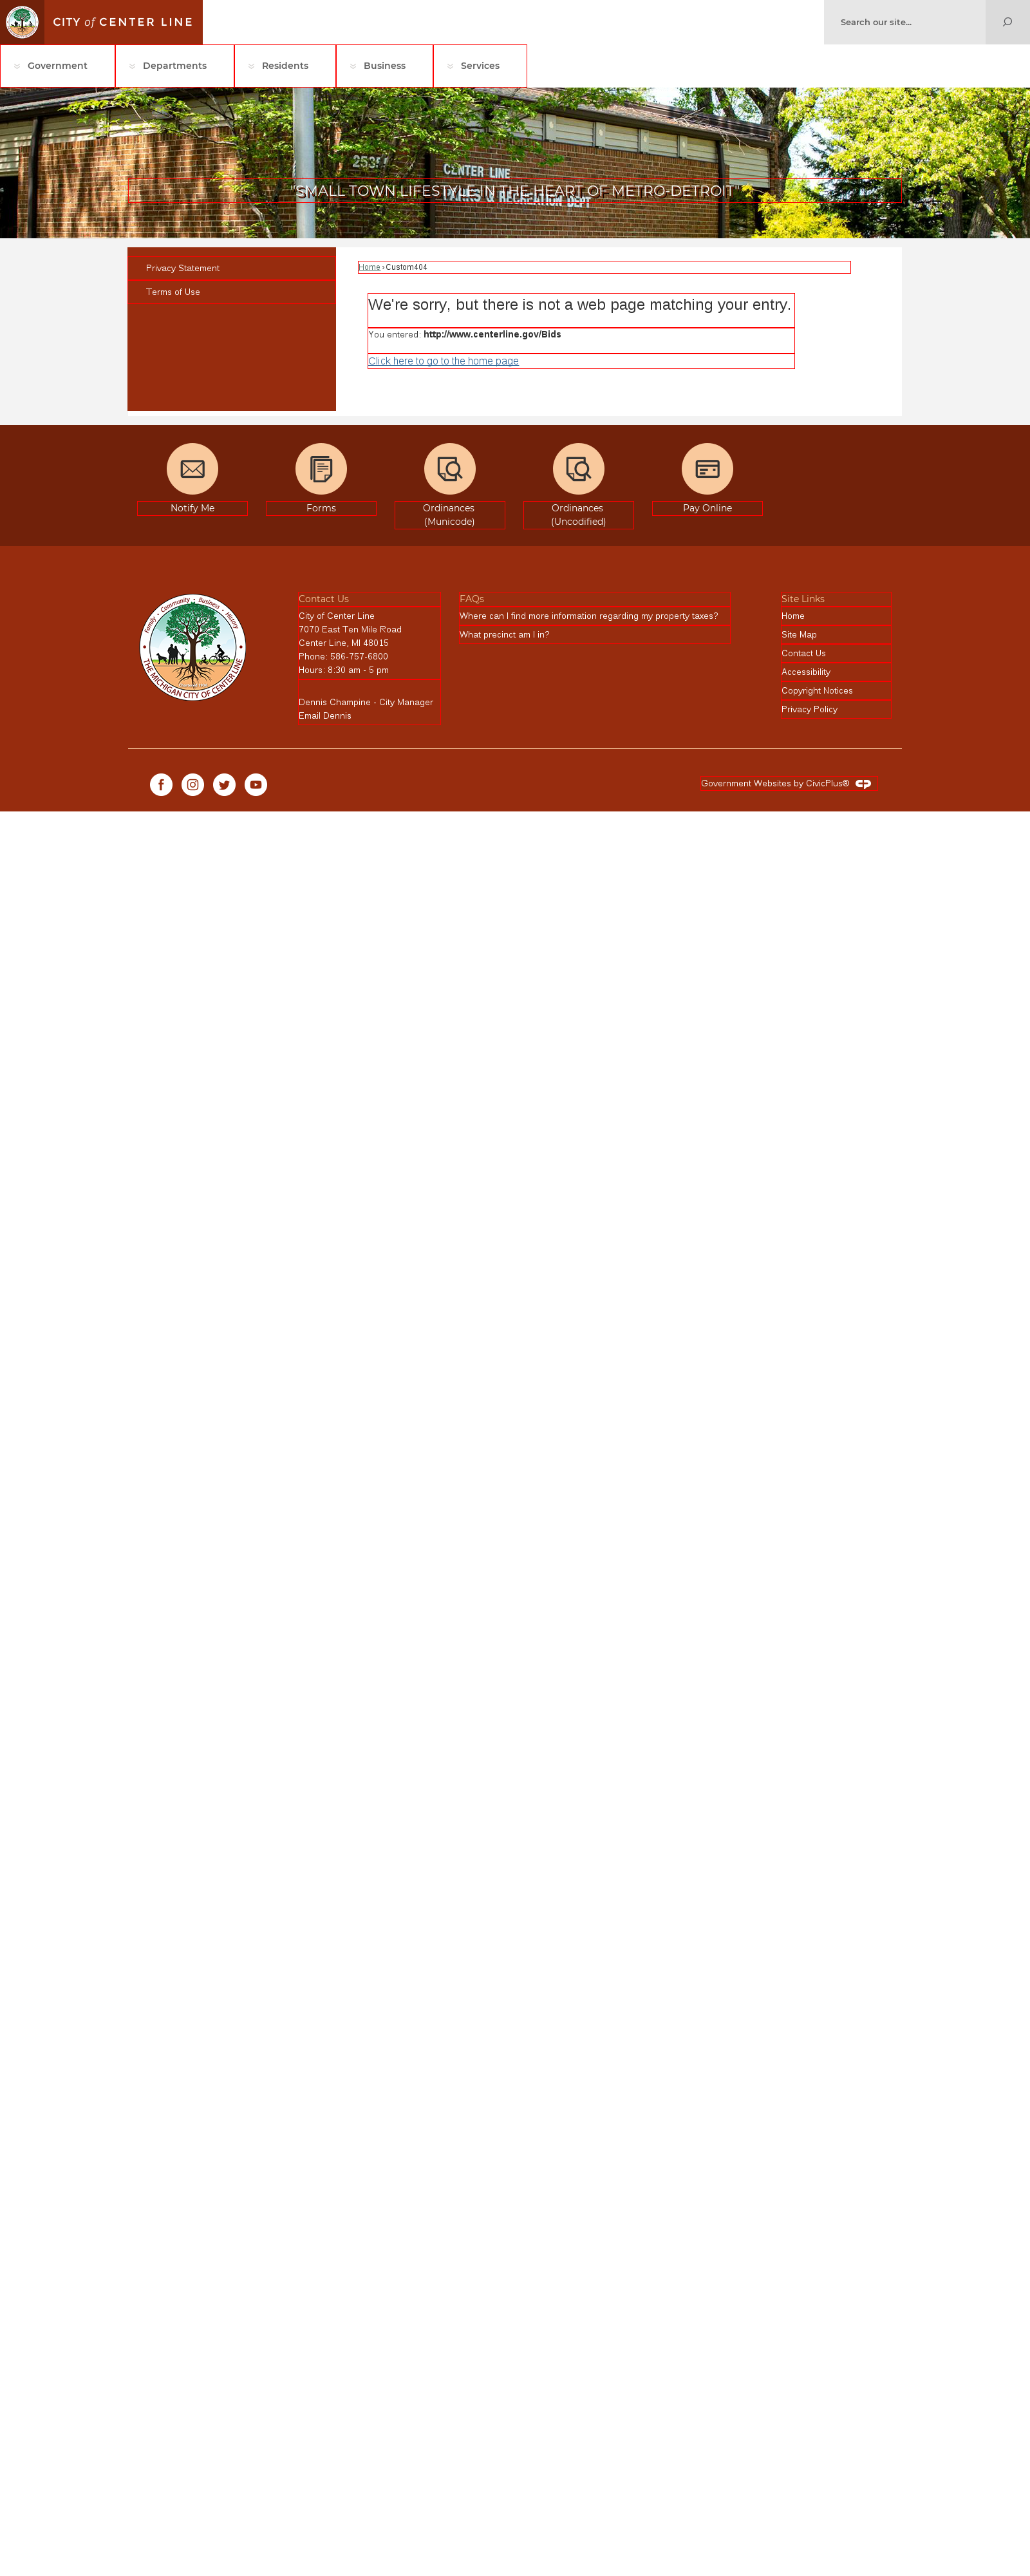 CITY of CENTER LINE
Search our site...
Government
Departments
Residents
Business
Services
CENTER LINE
PARKS & RECREATION DEPT
"SMALL TOWN LIFESTYLE IN THE HEART OF METRO-DETROIT"
Privacy Statement
Terms of Use
Home › Custom404
We're sorry, but there is not a web page matching your entry.
You entered: http://www.centerline.gov/Bids
Click here to go to the home page
Notify Me
Forms
Ordinances
(Municode)
Ordinances
(Uncodified)
Pay Online
Family • Community • Business • History
THE MICHIGAN CITY OF CENTER LINE
Contact Us
City of Center Line
7070 East Ten Mile Road
Center Line, MI 48015
Phone: 586-757-6800
Hours: 8:30 am - 5 pm
Dennis Champine - City Manager
Email Dennis
FAQs
Where can I find more information regarding my property taxes?
What precinct am I in?
Site Links
Home
Site Map
Contact Us
Accessibility
Copyright Notices
Privacy Policy
Government Websites by CivicPlus®